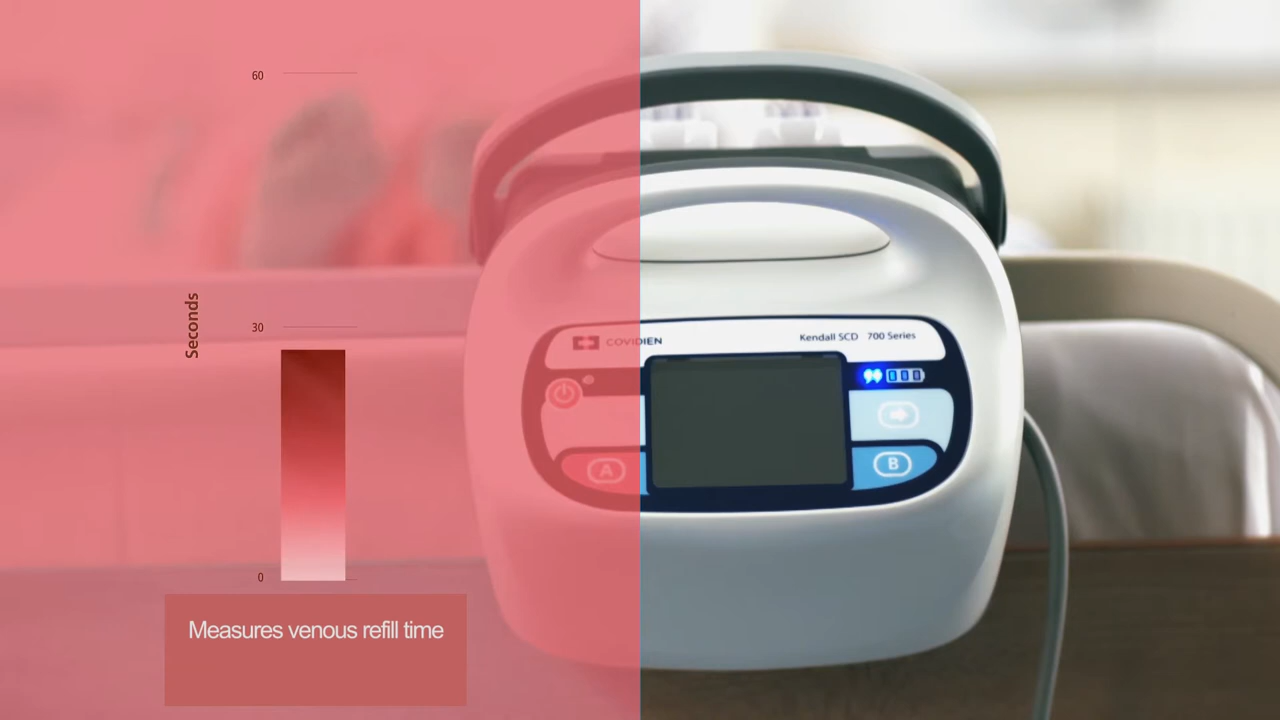 60
Seconds
30
0
Measures venous refill time
COVIDIEN
Kendall SCD 700 Series
A
B